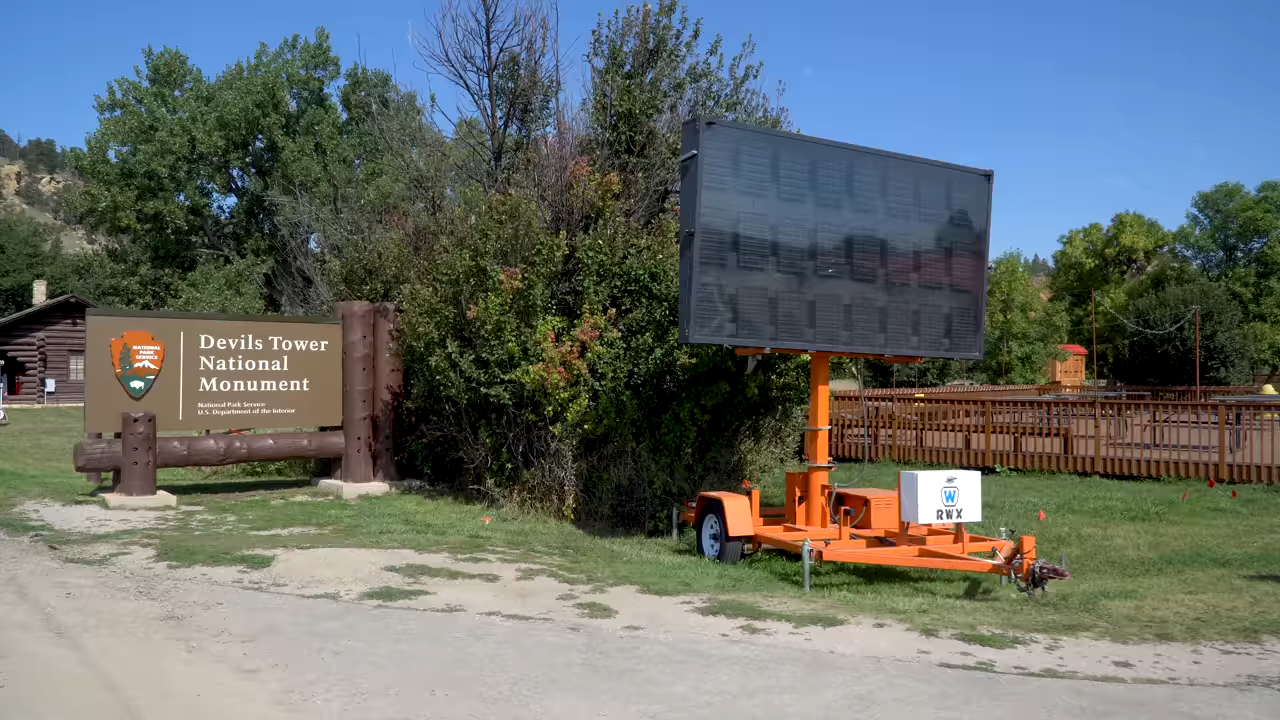 NATIONAL
PARK
SERVICE
Devils Tower
National
Monument
National Park Service
U.S. Department of the Interior
W
RWX